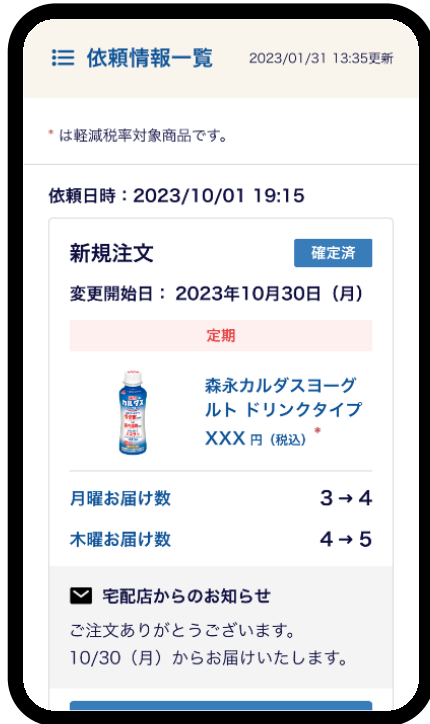 依頼情報一覧
2023/01/31 13:35更新
* は軽減税率対象商品です。
依頼日時：2023/10/01 19:15
新規注文
確定済
変更開始日： 2023年10月30日（月）
定期
カルダス
森永カルダスヨーグ
ルト ドリンクタイプ
XXX 円（税込）*
月曜お届け数
3 → 4
木曜お届け数
4 → 5
宅配店からのお知らせ
ご注文ありがとうございます。
10/30（月）からお届けいたします。